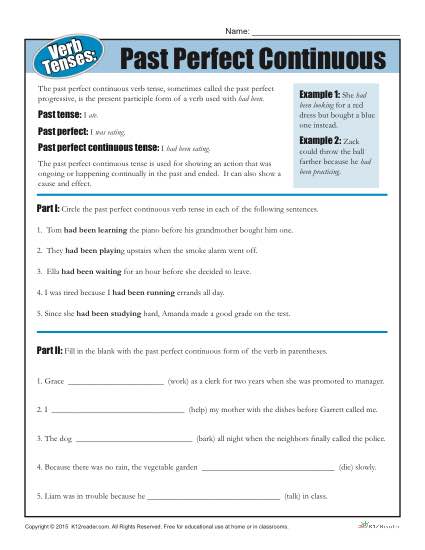 Name:
Verb Tenses:
Past Perfect Continuous
The past perfect continuous verb tense, sometimes called the past perfect
progressive, is the present participle form of a verb used with had been.
Past tense: I ate.
Past perfect: I was eating.
Past perfect continuous tense: I had been eating.
The past perfect continuous tense is used for showing an action that was
ongoing or happening continually in the past and ended. It can also show a
cause and effect.
Example 1: She had
been looking for a red
dress but bought a blue
one instead.
Example 2: Zack
could throw the ball
farther because he had
been practicing.
Part I: Circle the past perfect continuous verb tense in each of the following sentences.
1. Tom had been learning the piano before his grandmother bought him one.
2. They had been playing upstairs when the smoke alarm went off.
3. Ella had been waiting for an hour before she decided to leave.
4. I was tired because I had been running errands all day.
5. Since she had been studying hard, Amanda made a good grade on the test.
Part II: Fill in the blank with the past perfect continuous form of the verb in parentheses.
1. Grace ____________________ (work) as a clerk for two years when she was promoted to manager.
2. I ____________________________ (help) my mother with the dishes before Garrett called me.
3. The dog ________________________ (bark) all night when the neighbors finally called the police.
4. Because there was no rain, the vegetable garden ____________________________ (die) slowly.
5. Liam was in trouble because he ____________________________ (talk) in class.
Copyright © 2015 K12reader.com. All Rights Reserved. Free for educational use at home or in classrooms.
K12Reader